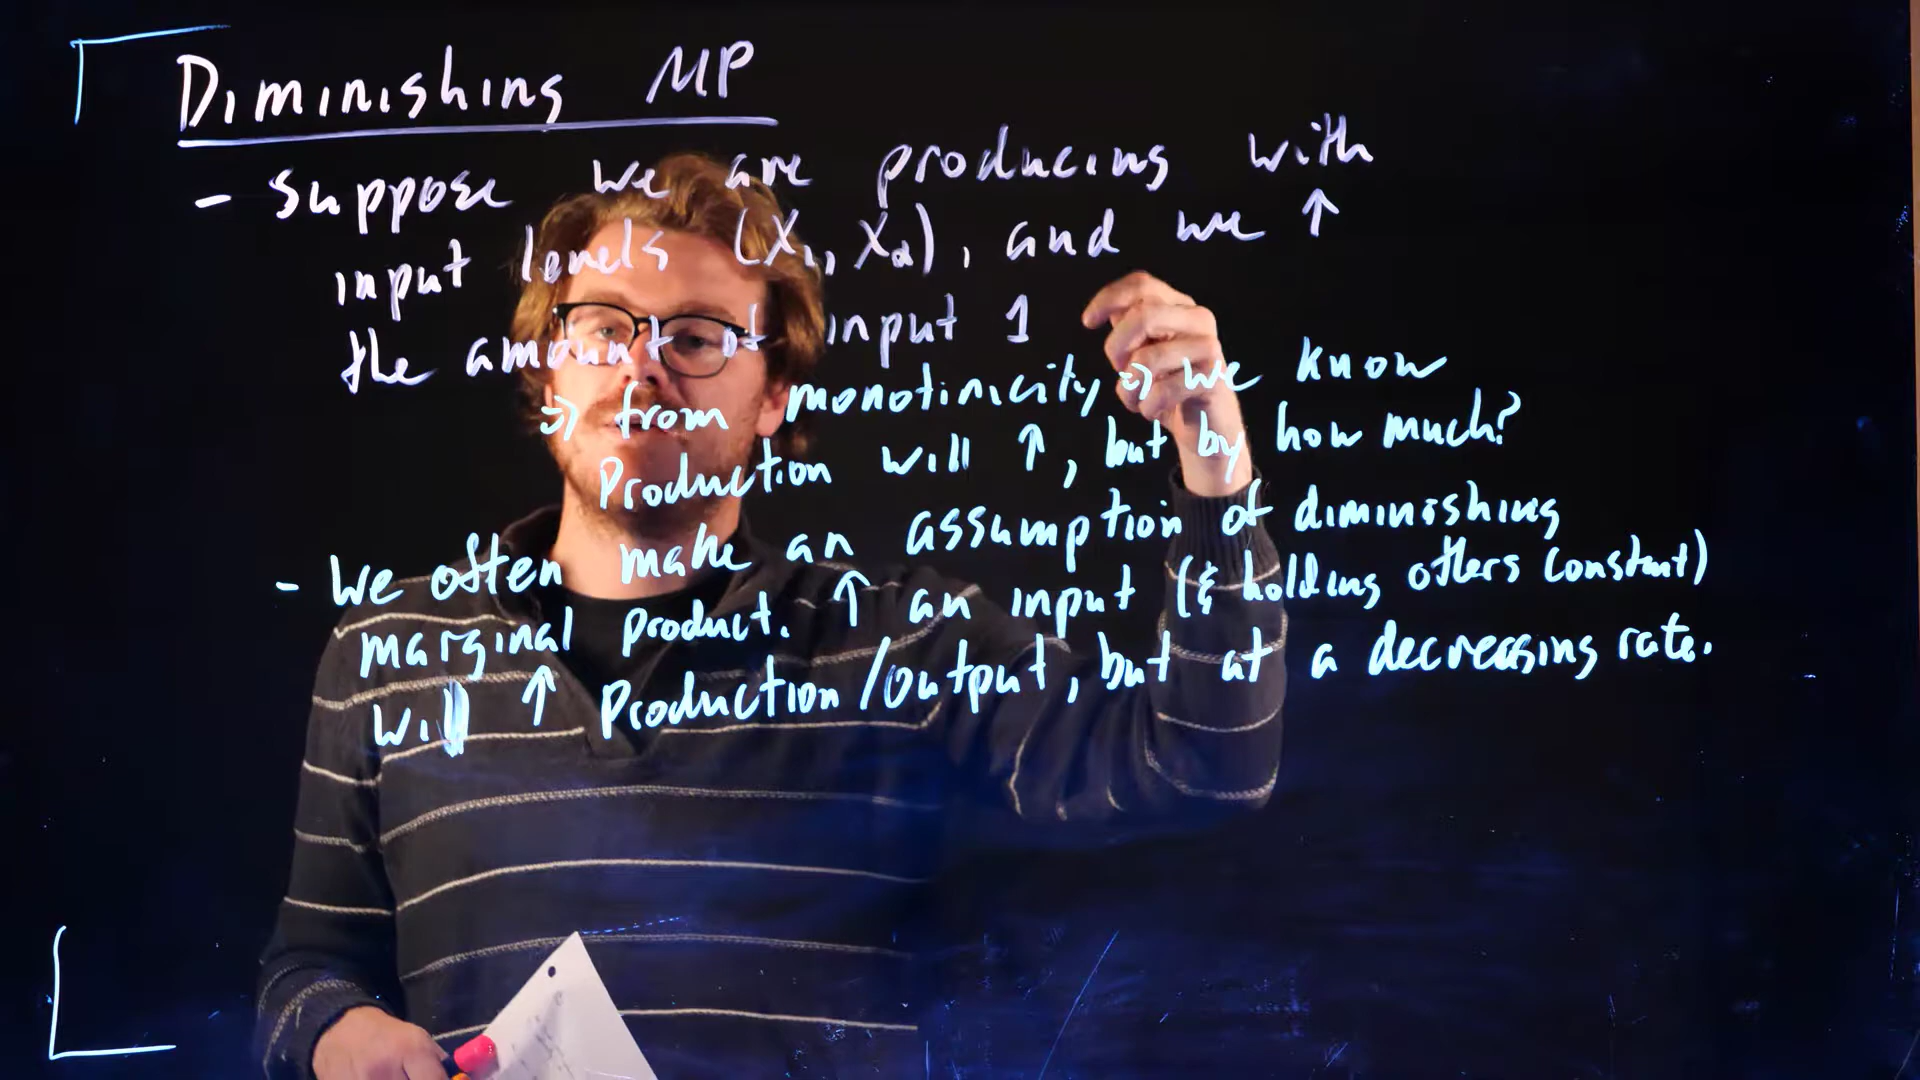 Diminishing MP
- Suppose we are producing with
input levels (X1, X2), and we ↑
the amount of input 1
=> from monotinicity => we know
Production will ↑, but by how much?
- We often make an assumption of diminishing
marginal product. ↑ an input (& holding others constant)
will ↑ Production/output, but at a decreasing rate.